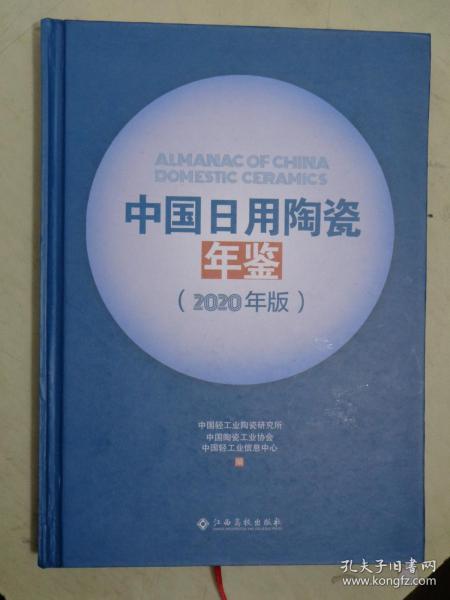 ALMANAC OF CHINA
DOMESTIC CERAMICS
中国日用陶瓷
年鉴
（2020年版）
中国轻工业陶瓷研究所
中国陶瓷工业协会
中国轻工业信息中心
编
江西高校出版社
孔夫子旧书网
www.kongfz.com